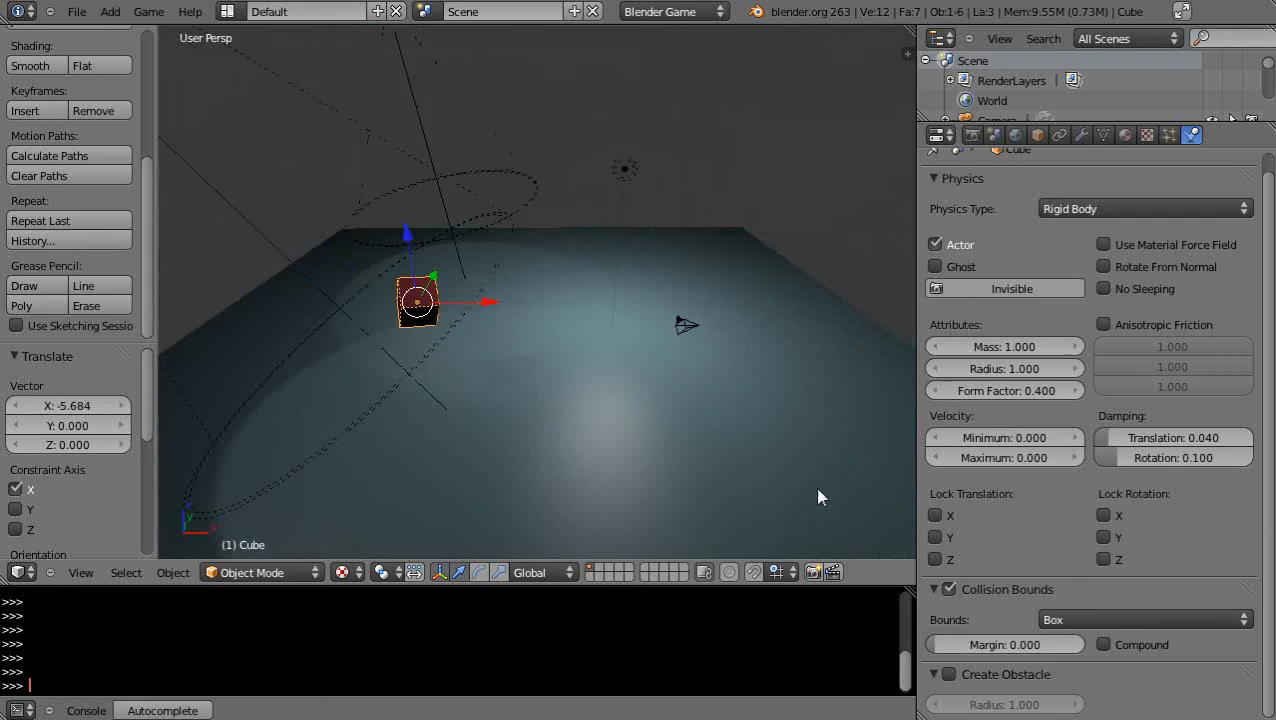 File Add Game Help Default Scene Blender Game blender.org 263 | Ve:12 | Fa:7 | Ob:1-6 | La:3 | Mem:9.55M (0.73M) | Cube
Shading:
Smooth Flat
Keyframes:
Insert Remove
Motion Paths:
Calculate Paths
Clear Paths
Repeat:
Repeat Last
History...
Grease Pencil:
Draw Line
Poly Erase
Use Sketching Sessio
Translate
Vector
X: -5.684
Y: 0.000
Z: 0.000
Constraint Axis
X
Y
Z
Orientation
User Persp
(1) Cube
View Select Object Object Mode Global
>>>
>>>
>>>
>>>
>>>
>>>
>>>
Console Autocomplete
View Search All Scenes
Scene
RenderLayers |
World
Camera
Cube
Physics
Physics Type: Rigid Body
Actor Use Material Force Field
Ghost Rotate From Normal
Invisible No Sleeping
Attributes: Anisotropic Friction
Mass: 1.000 1.000
Radius: 1.000 1.000
Form Factor: 0.400 1.000
Velocity: Damping:
Minimum: 0.000 Translation: 0.040
Maximum: 0.000 Rotation: 0.100
Lock Translation: Lock Rotation:
X X
Y Y
Z Z
Collision Bounds
Bounds: Box
Margin: 0.000 Compound
Create Obstacle
Radius: 1.000